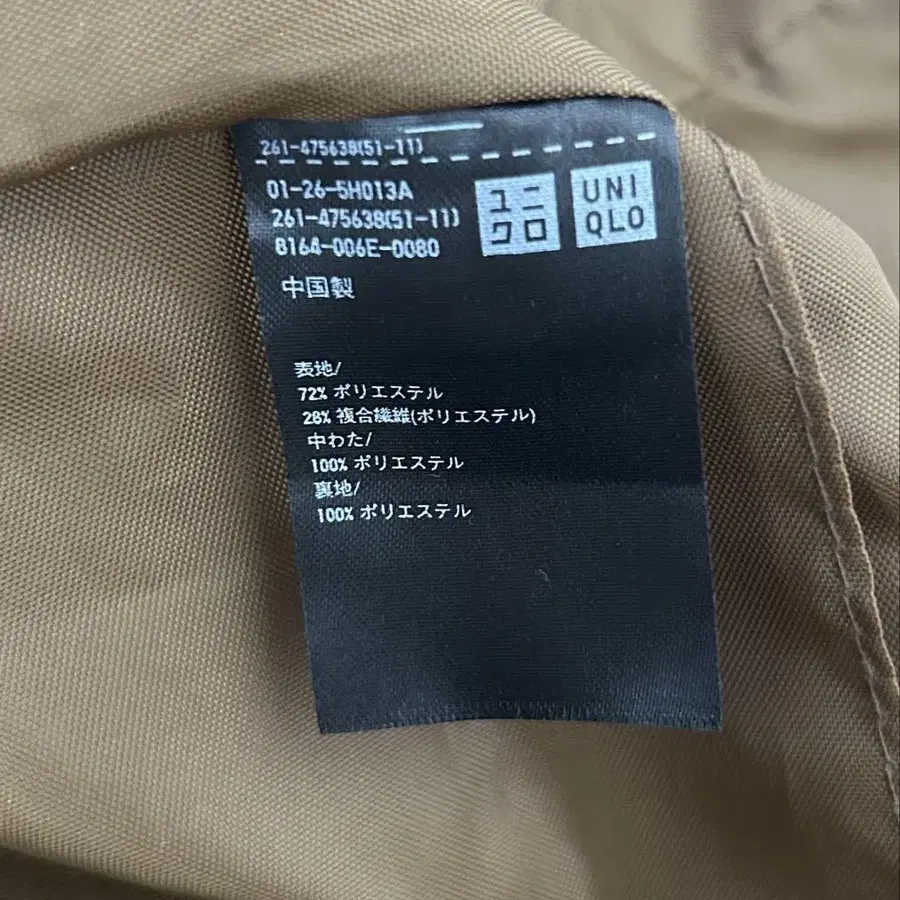 261-475638(51-11)
01-26-5H013A
261-475638(51-11)
8164-006E-0080
ユニ
クロ
UNI
QLO
中国製
表地/
72% ポリエステル
28% 複合繊維(ポリエステル)
中わた/
100% ポリエステル
裏地/
100% ポリエステル